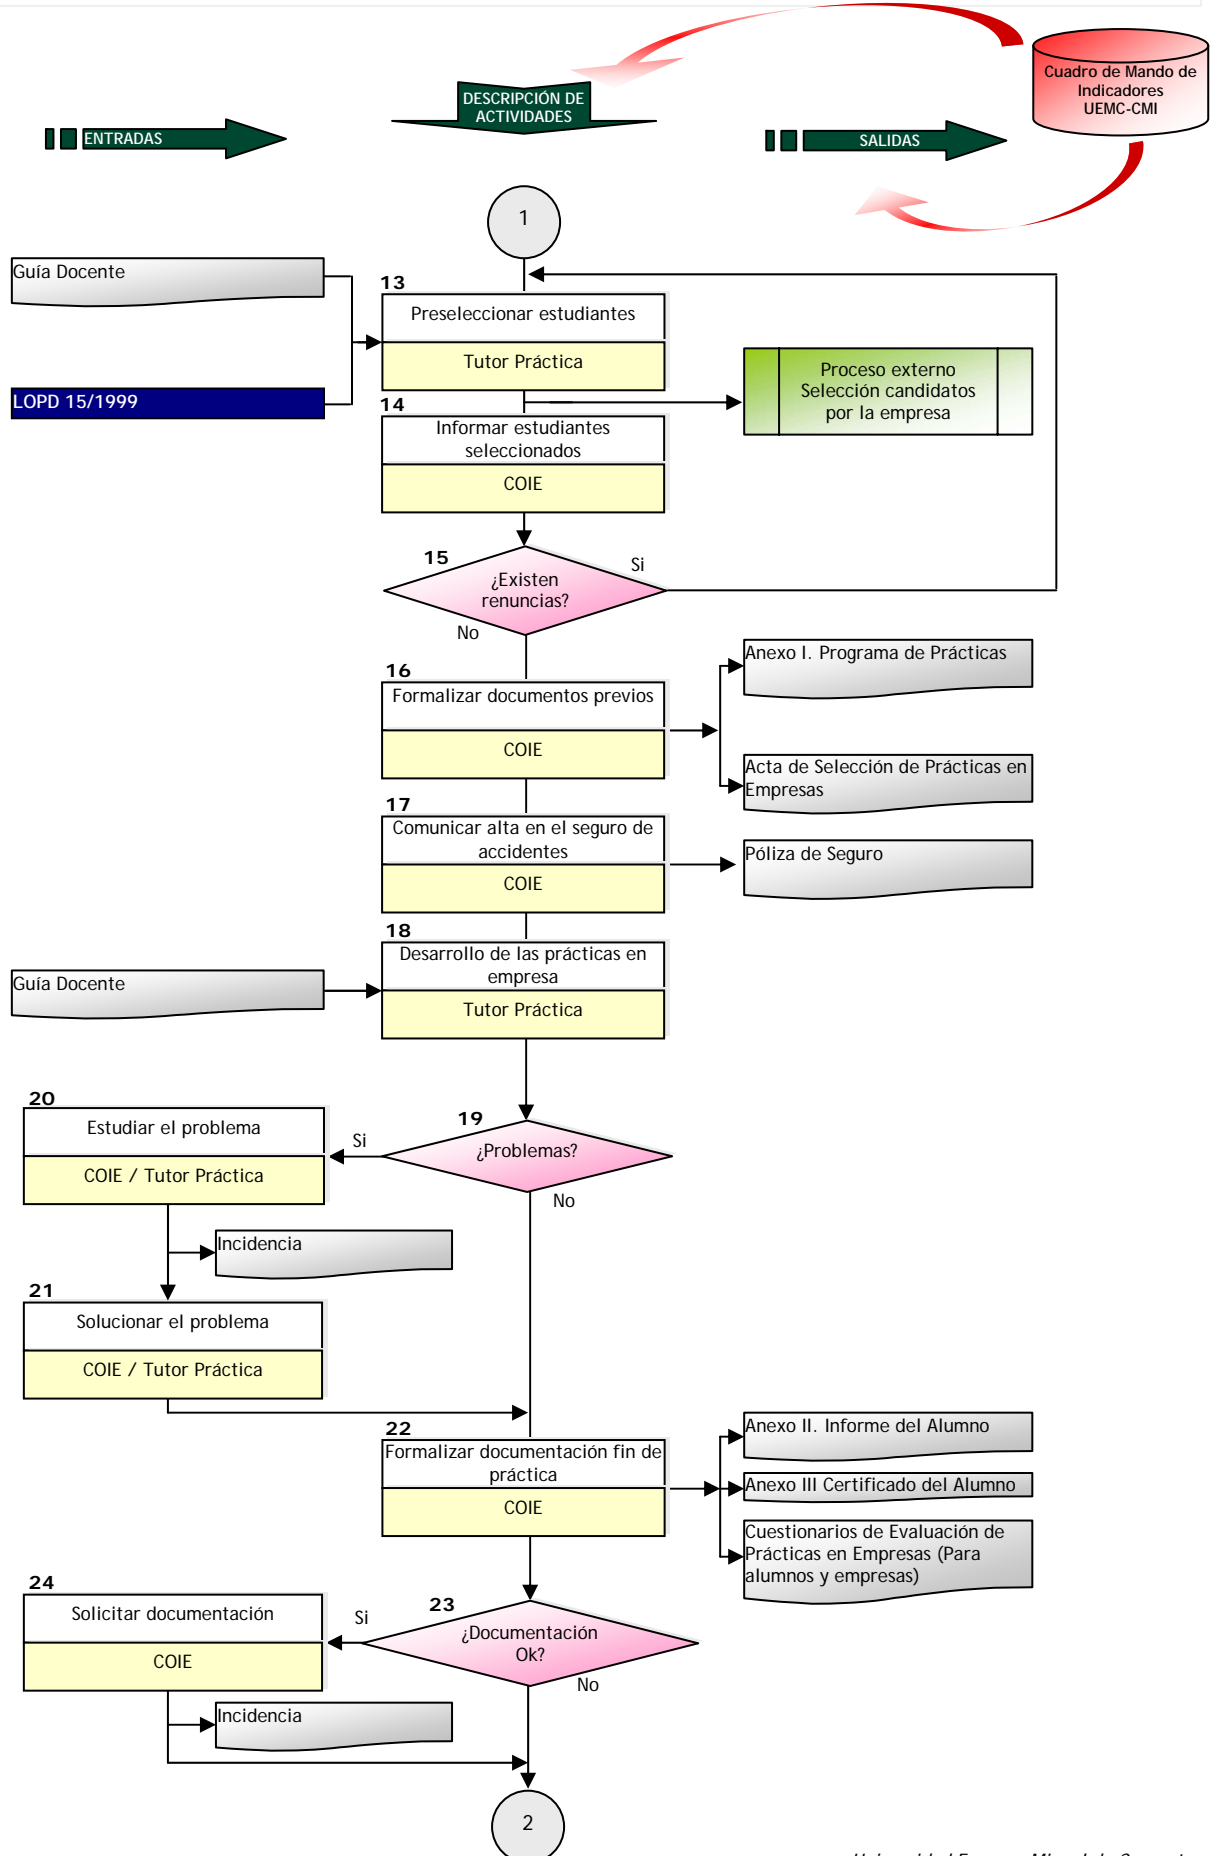 Cuadro de Mando de
Indicadores
UEMC-CMI
DESCRIPCIÓN DE
ACTIVIDADES
ENTRADAS
SALIDAS
1
Guía Docente
13
Preseleccionar estudiantes
Tutor Práctica
LOPD 15/1999
Proceso externo
Selección candidatos
por la empresa
14
Informar estudiantes
seleccionados
COIE
15
¿Existen
renuncias?
Si
No
16
Formalizar documentos previos
COIE
Anexo I. Programa de Prácticas
Acta de Selección de Prácticas en
Empresas
17
Comunicar alta en el seguro de
accidentes
COIE
Póliza de Seguro
18
Desarrollo de las prácticas en
empresa
Tutor Práctica
Guía Docente
19
¿Problemas?
Si
No
20
Estudiar el problema
COIE / Tutor Práctica
Incidencia
21
Solucionar el problema
COIE / Tutor Práctica
22
Formalizar documentación fin de
práctica
COIE
Anexo II. Informe del Alumno
Anexo III Certificado del Alumno
Cuestionarios de Evaluación de
Prácticas en Empresas (Para
alumnos y empresas)
23
¿Documentación
Ok?
Si
No
24
Solicitar documentación
COIE
Incidencia
2